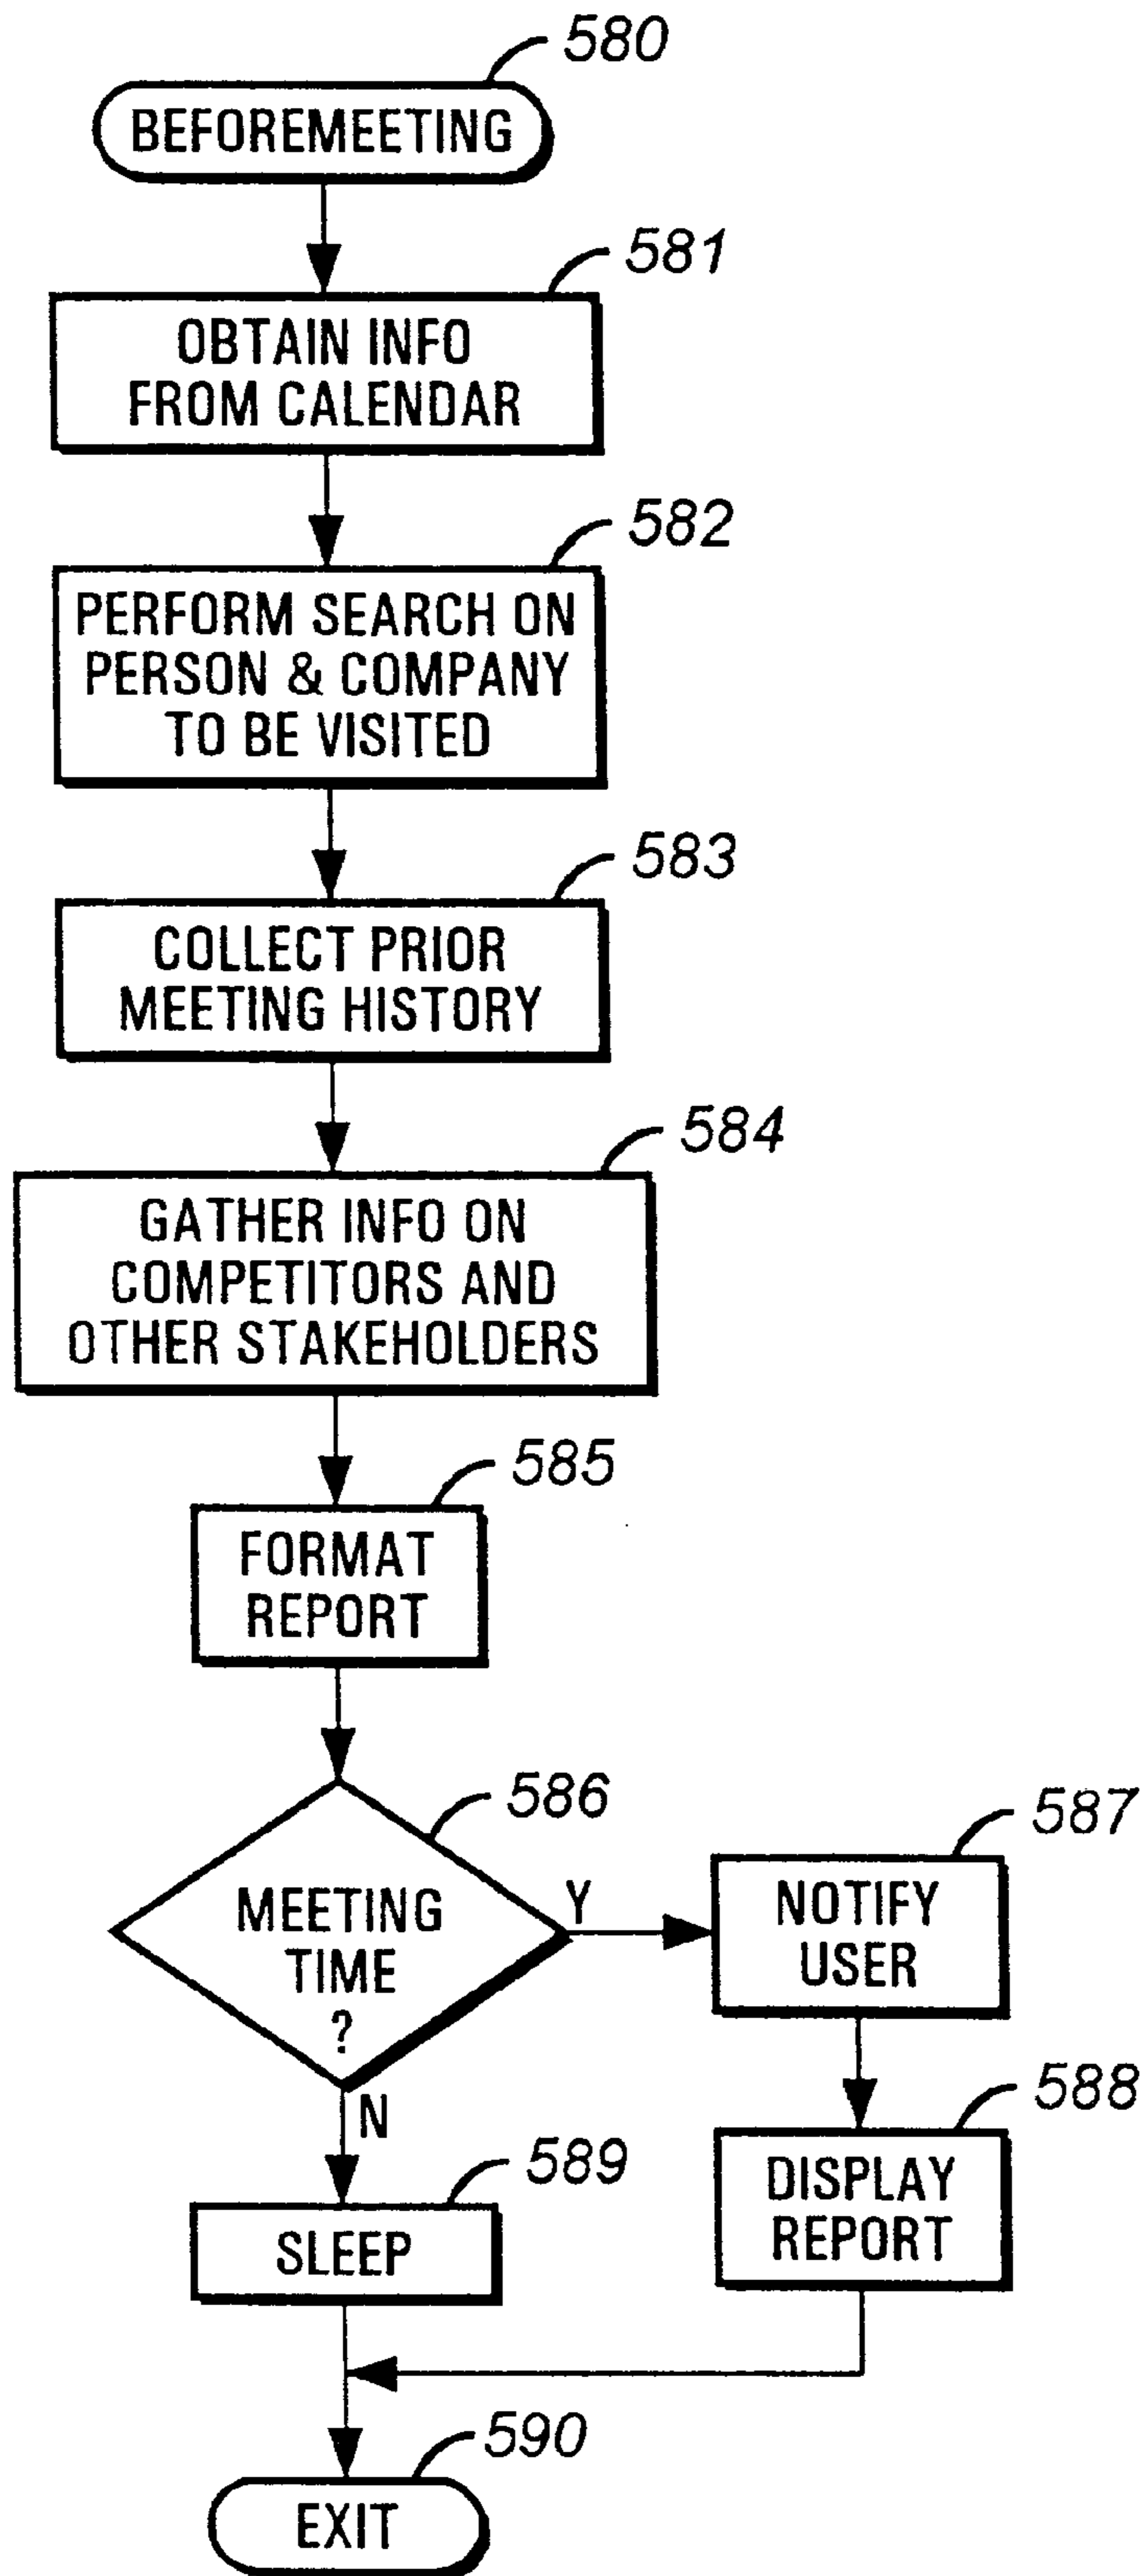 580
BEFOREMEETING
581
OBTAIN INFO
FROM CALENDAR
582
PERFORM SEARCH ON
PERSON & COMPANY
TO BE VISITED
583
COLLECT PRIOR
MEETING HISTORY
584
GATHER INFO ON
COMPETITORS AND
OTHER STAKEHOLDERS
585
FORMAT
REPORT
586
MEETING
TIME
?
Y
587
NOTIFY
USER
588
DISPLAY
REPORT
N
589
SLEEP
590
EXIT